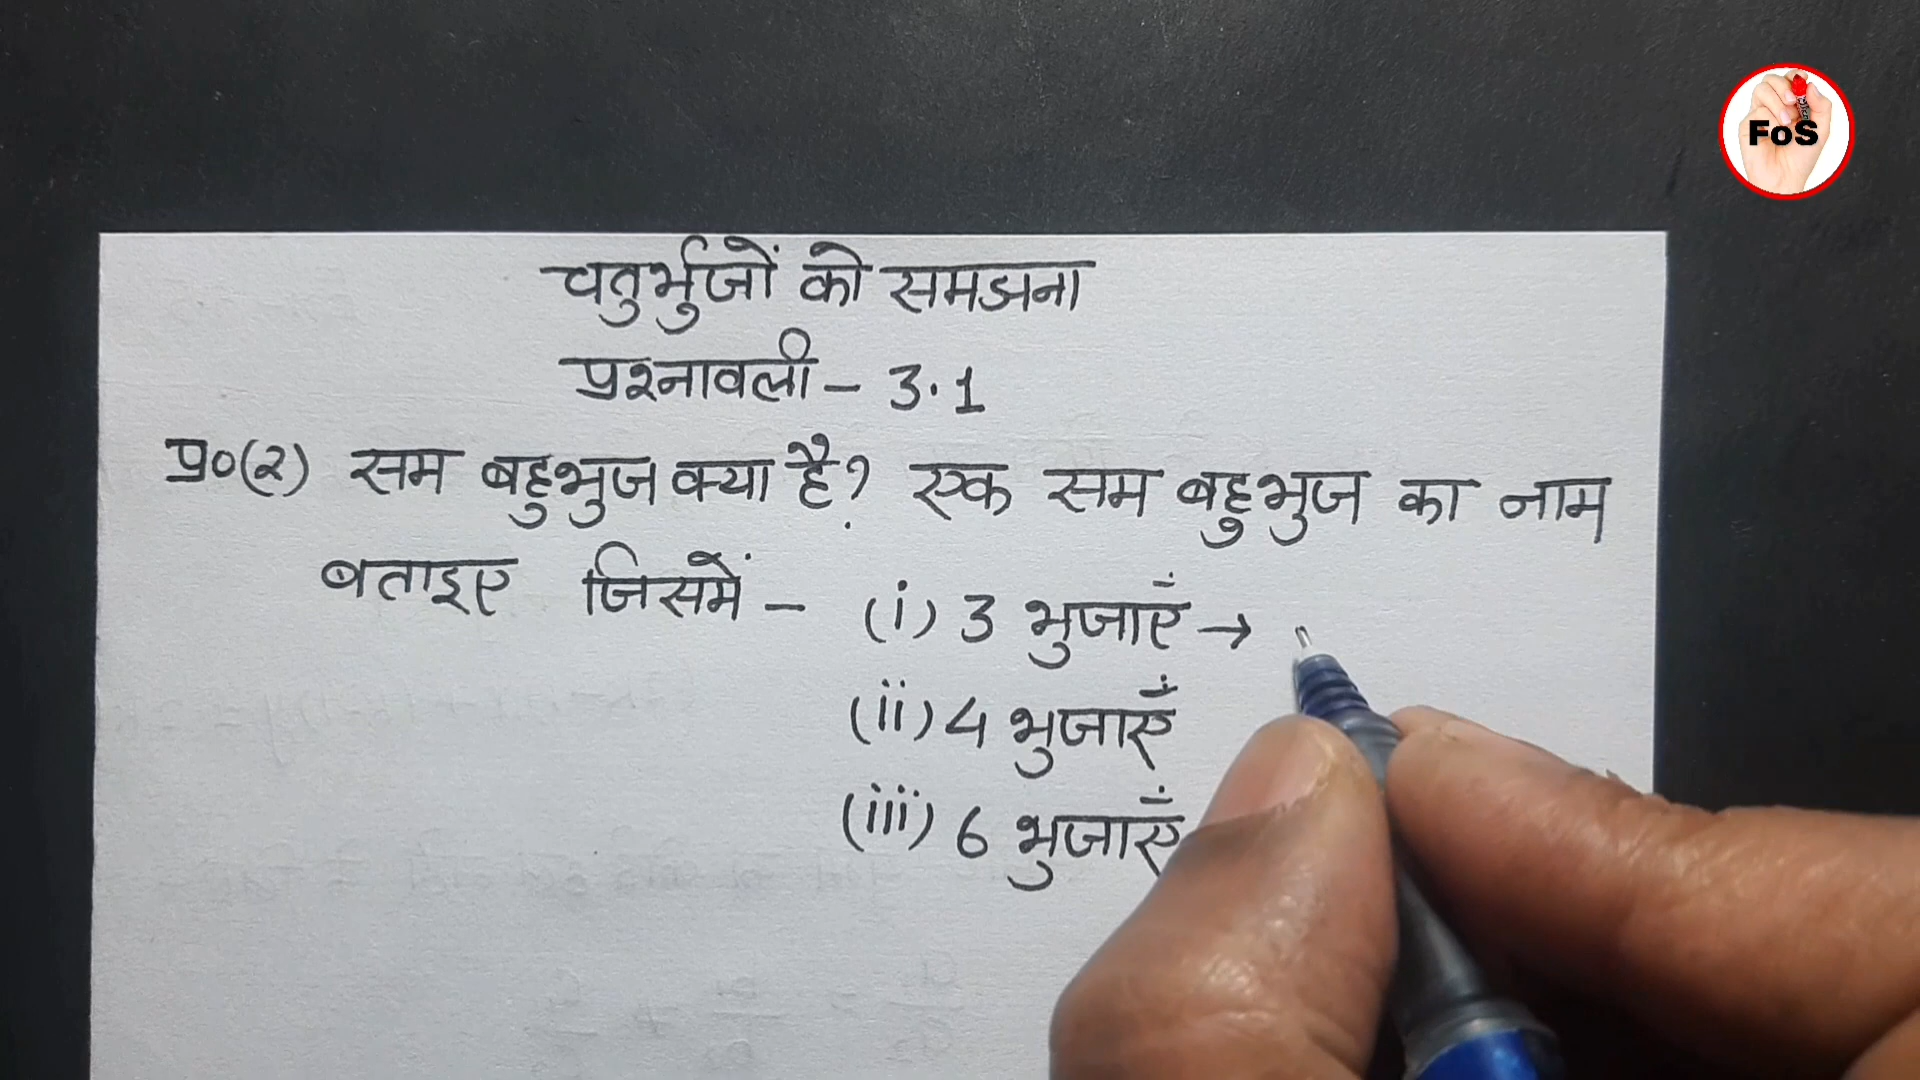 FoS
चतुर्भुजों को समझना
प्रश्नावली - 3.1
प्र०(२) सम बहुभुज क्या है? एक सम बहुभुज का नाम
बताइए जिसमें - (i) 3 भुजाएँ →
(ii) 4 भुजाएँ
(iii) 6 भुजाएँ